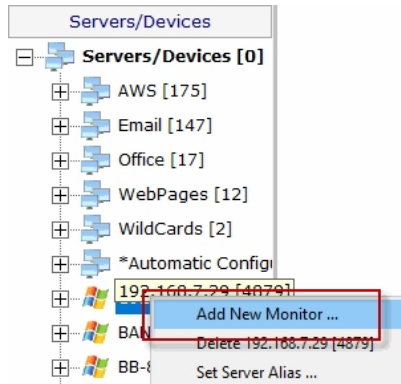 Servers/Devices
Servers/Devices [0]
AWS [175]
Email [147]
Office [17]
WebPages [12]
WildCards [2]
*Automatic Configu
192.168.7.29 [4879]
Add New Monitor ...
BAN
Delete 192.168.7.29 [4879]
BB-8
Set Server Alias ...